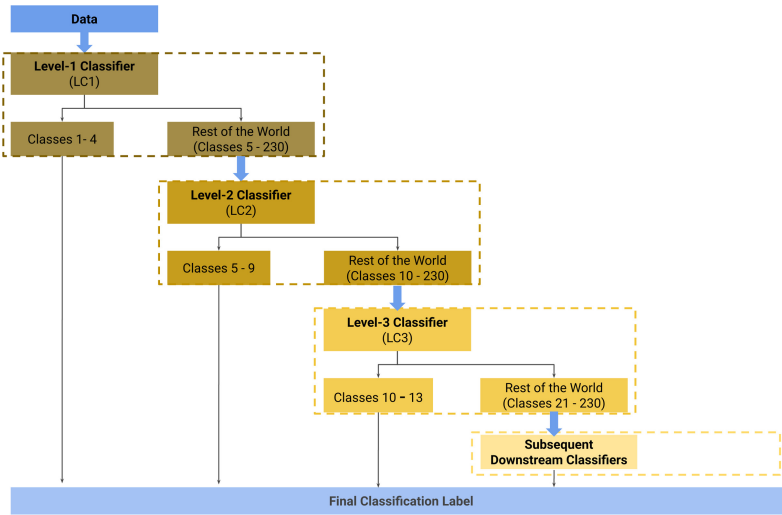 Data
Level-1 Classifier
(LC1)
Classes 1- 4
Rest of the World
(Classes 5 - 230)
Level-2 Classifier
(LC2)
Classes 5 - 9
Rest of the World
(Classes 10 - 230)
Level-3 Classifier
(LC3)
Classes 10 - 13
Rest of the World
(Classes 21 - 230)
Subsequent
Downstream Classifiers
Final Classification Label